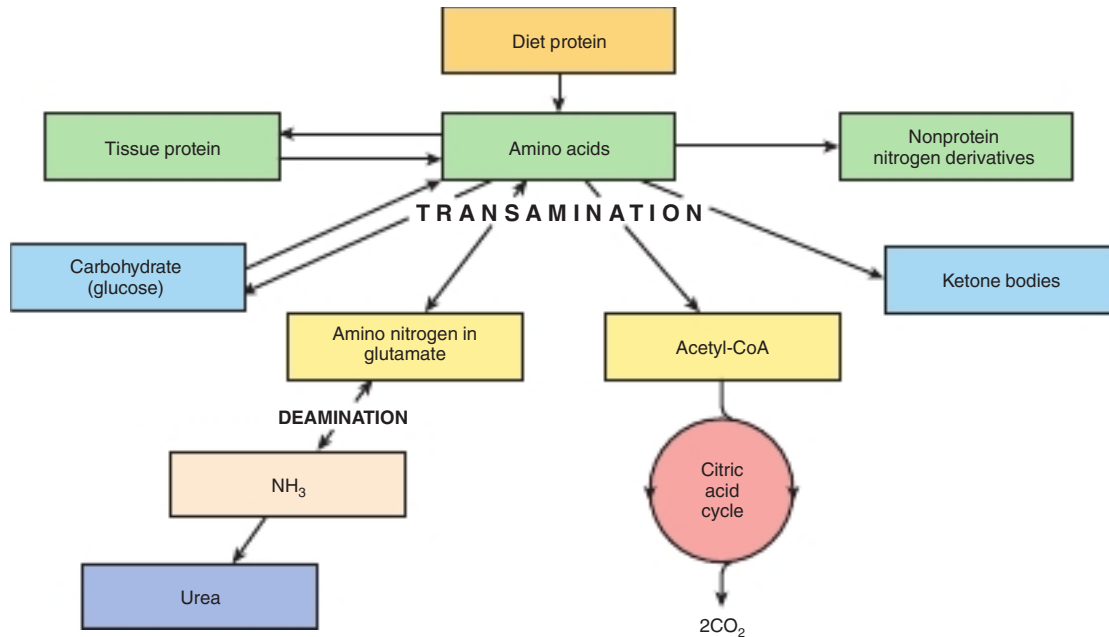 Diet protein
Tissue protein
Amino acids
Nonprotein
nitrogen derivatives
TRANSAMINATION
Carbohydrate
(glucose)
Ketone bodies
Amino nitrogen in
glutamate
Acetyl-CoA
DEAMINATION
NH₃
Citric
acid
cycle
Urea
2CO₂